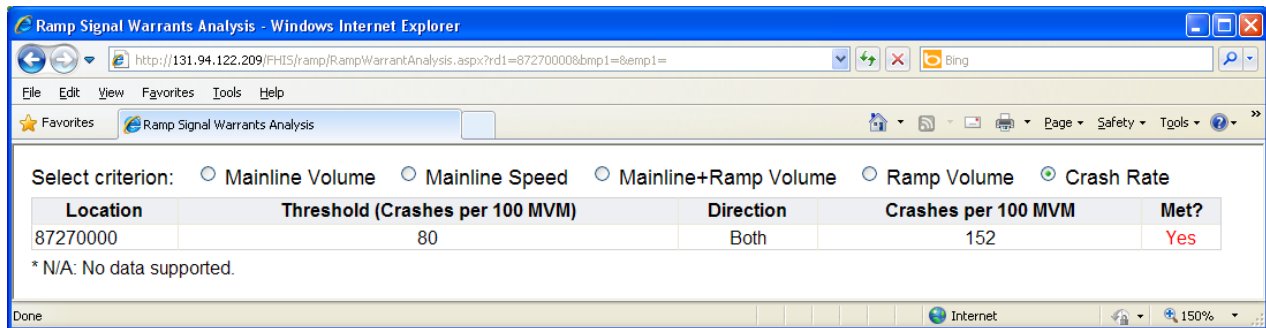 Ramp Signal Warrants Analysis - Windows Internet Explorer
http://131.94.122.209/FHIS/ramp/RampWarrantAnalysis.aspx?rd1=87270000&bmp1=&emp1=
Bing
File Edit View Favorites Tools Help
Favorites Ramp Signal Warrants Analysis Page Safety Tools »
Select criterion: Mainline Volume Mainline Speed Mainline+Ramp Volume Ramp Volume Crash Rate
Location Threshold (Crashes per 100 MVM) Direction Crashes per 100 MVM Met?
87270000 80 Both 152 Yes
* N/A: No data supported.
Done Internet 150%